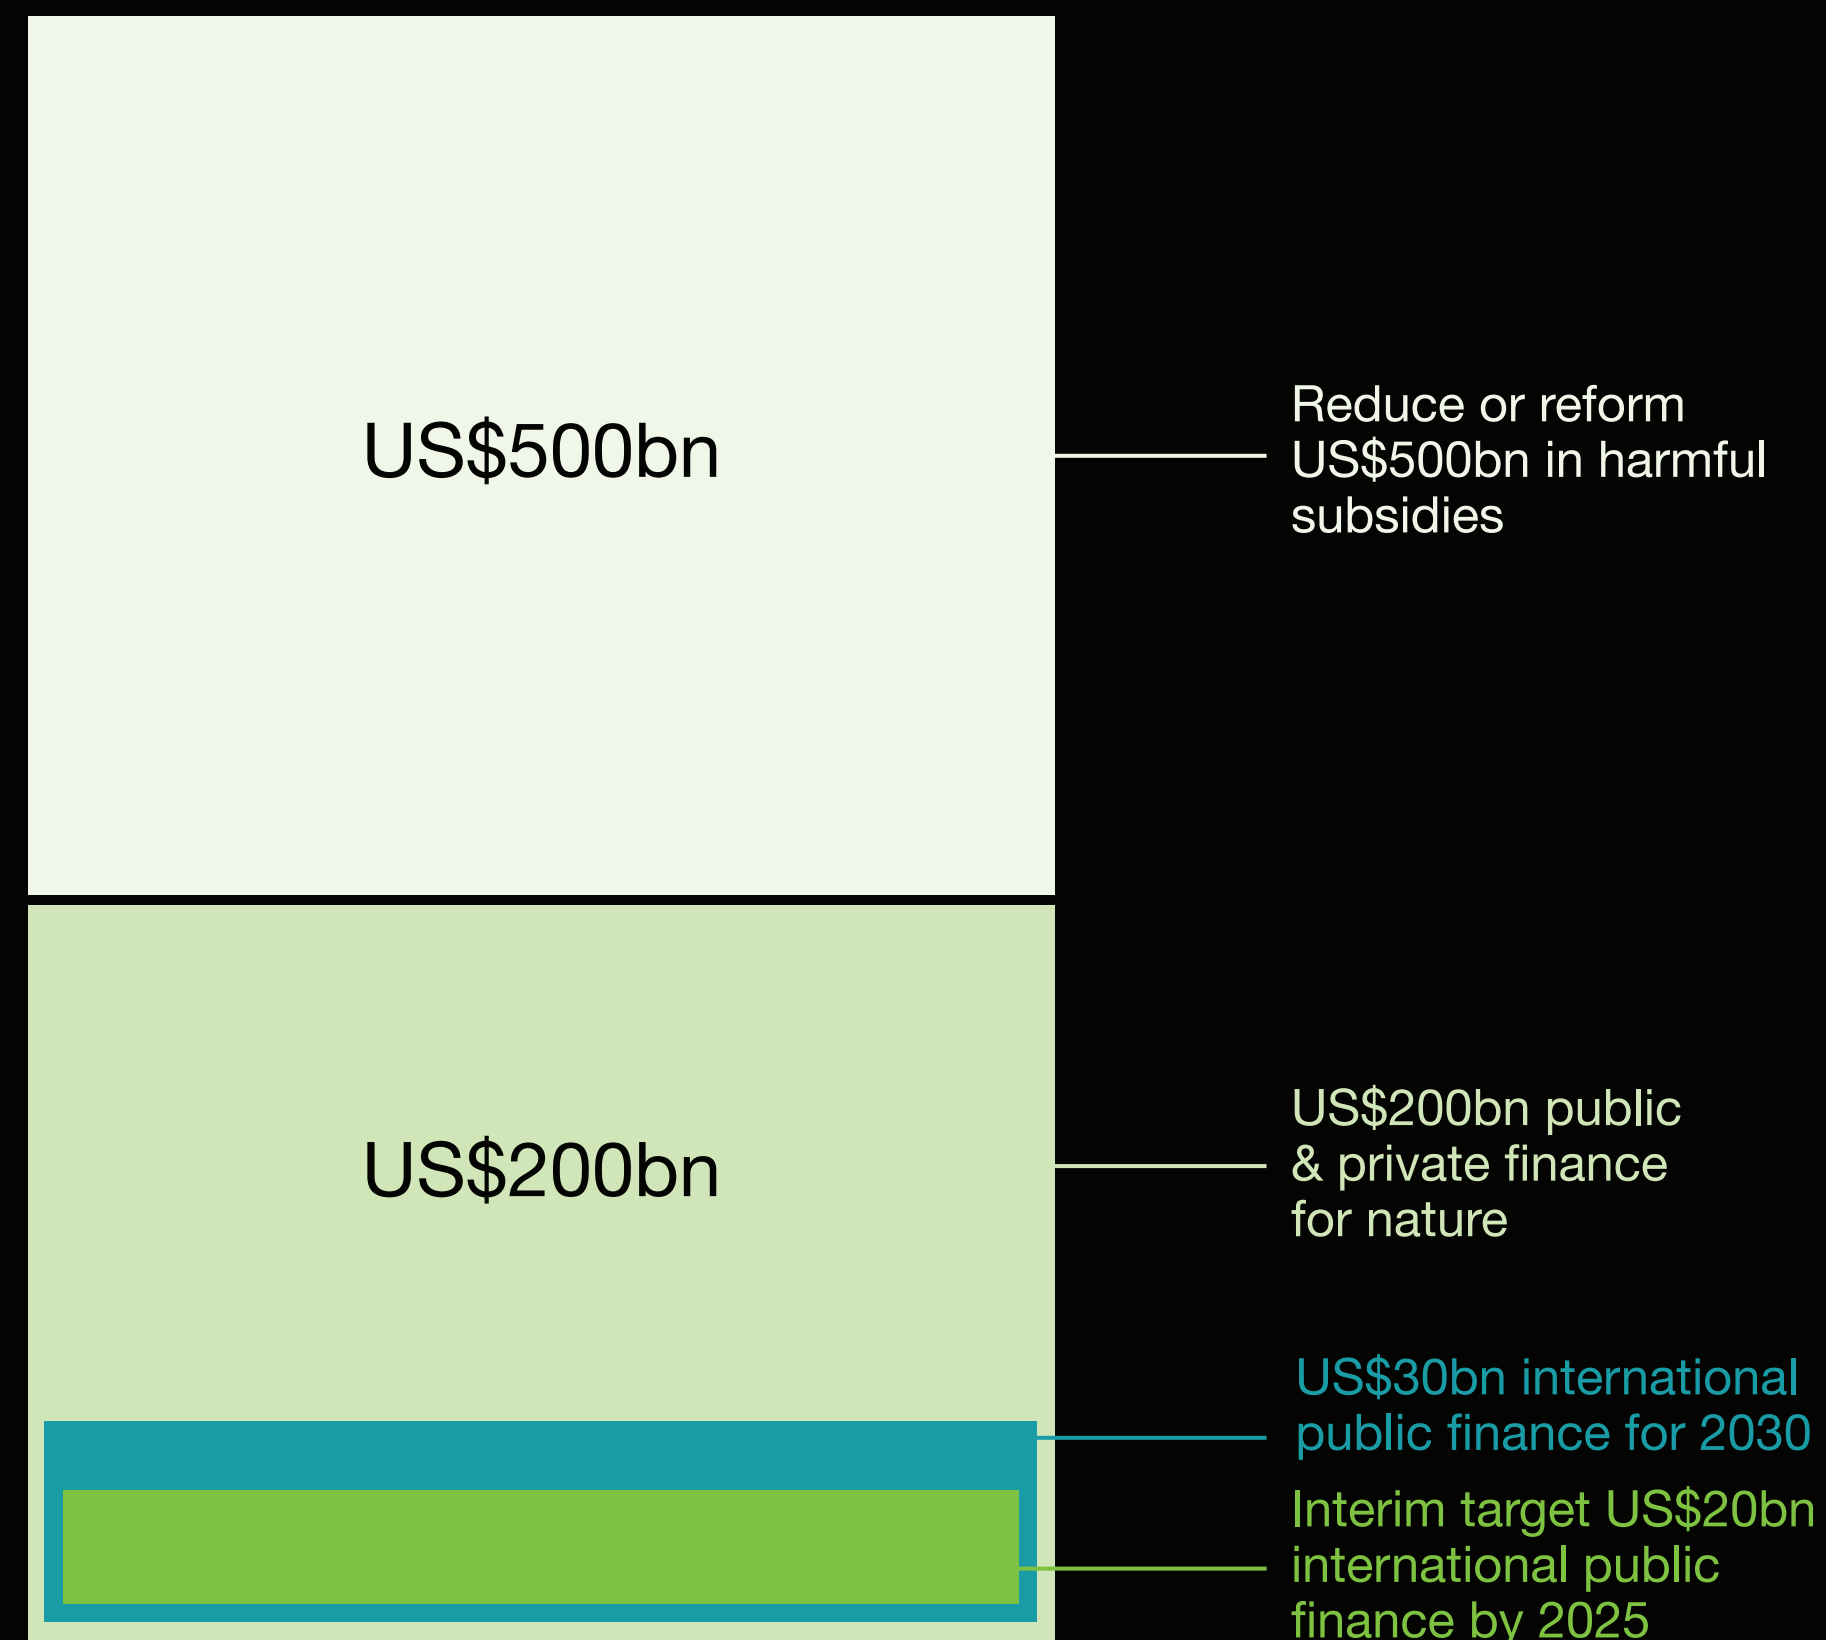 US$500bn
Reduce or reform
US$500bn in harmful
subsidies
US$200bn
US$200bn public
& private finance
for nature
US$30bn international
public finance for 2030
Interim target US$20bn
international public
finance by 2025